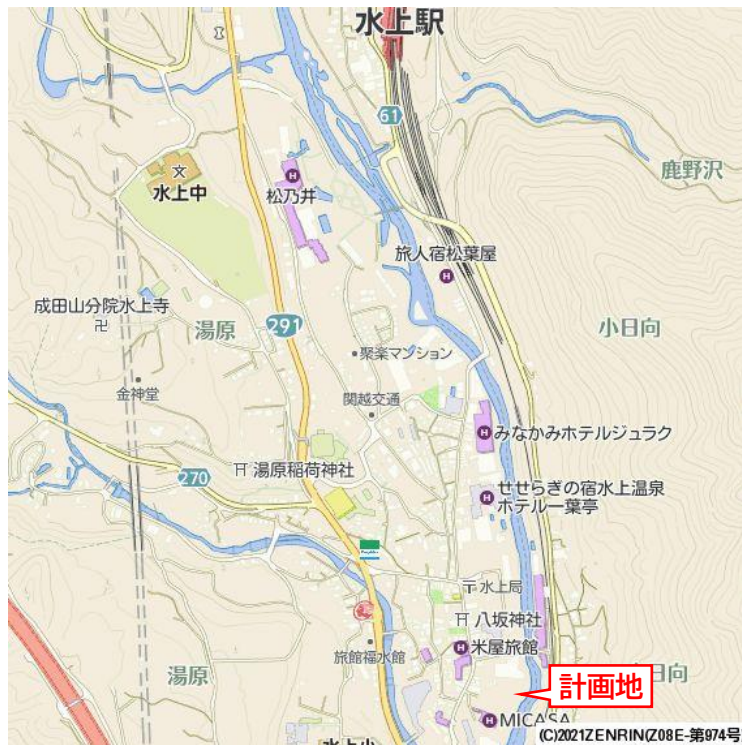 水上駅
61
鹿野沢
水上中
松乃井
旅人宿松葉屋
成田山分院水上寺
湯原
291
小日向
聚楽マンション
金神堂
関越交通
みなかみホテルジュラク
270
湯原稲荷神社
せせらぎの宿水上温泉
ホテル一葉亭
水上局
八坂神社
米屋旅館
旅館福水館
湯原
計画地
日向
MICASA
水上小
(C)2021ZENRIN(Z08E-第974号